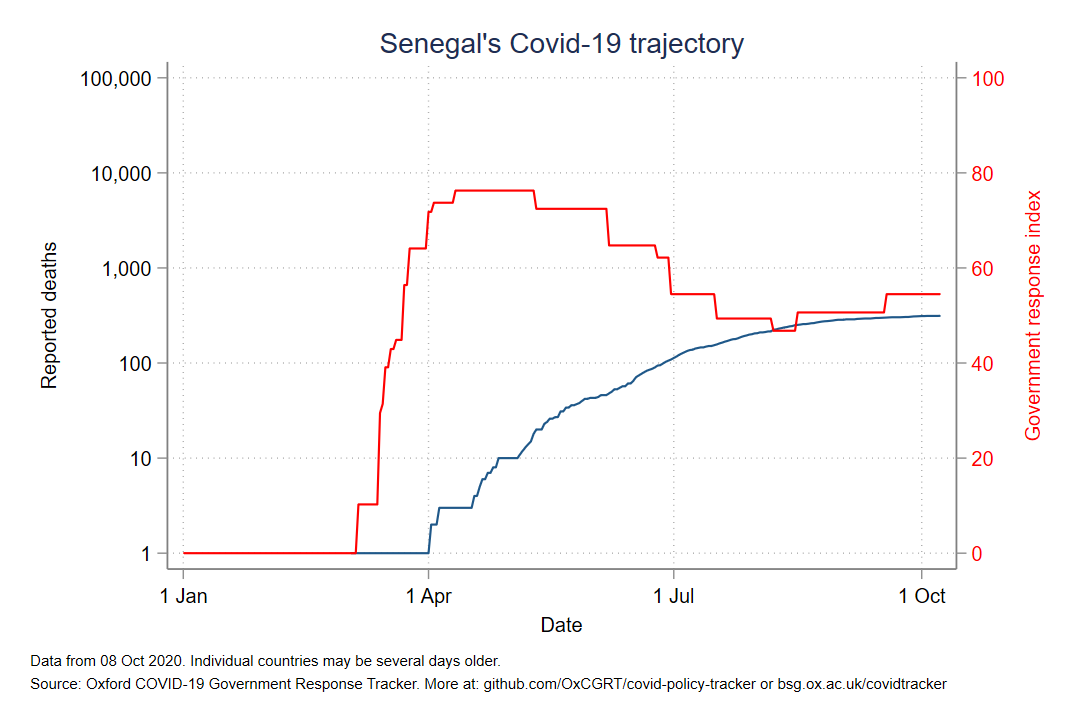 Senegal's Covid-19 trajectory
100,000
10,000
1,000
100
10
1
Reported deaths
100
80
60
40
20
0
Government response index
1 Jan
1 Apr
1 Jul
1 Oct
Date
Data from 08 Oct 2020. Individual countries may be several days older.
Source: Oxford COVID-19 Government Response Tracker. More at: github.com/OxCGRT/covid-policy-tracker or bsg.ox.ac.uk/covidtracker